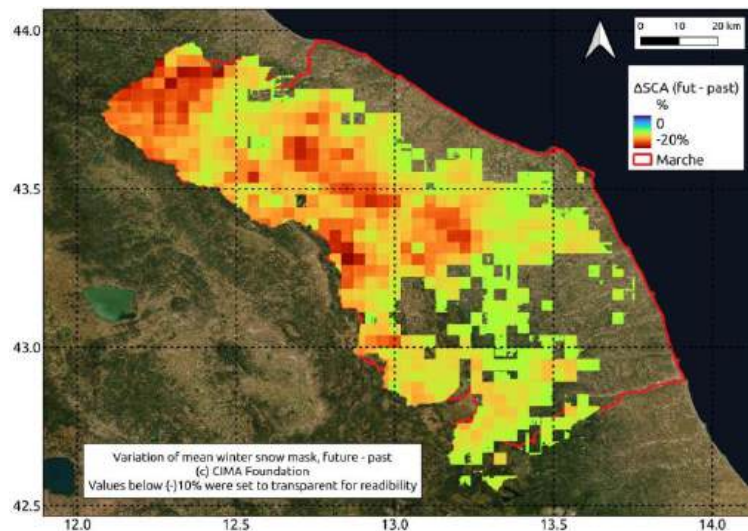 44.0
43.5
43.0
42.5
12.0 12.5 13.0 13.5 14.0
0 10 20 km
ΔSCA (fut - past)
%
0
-20%
Marche
Variation of mean winter snow mask, future - past
(c) CIMA Foundation
Values below (-)10% were set to transparent for readibility